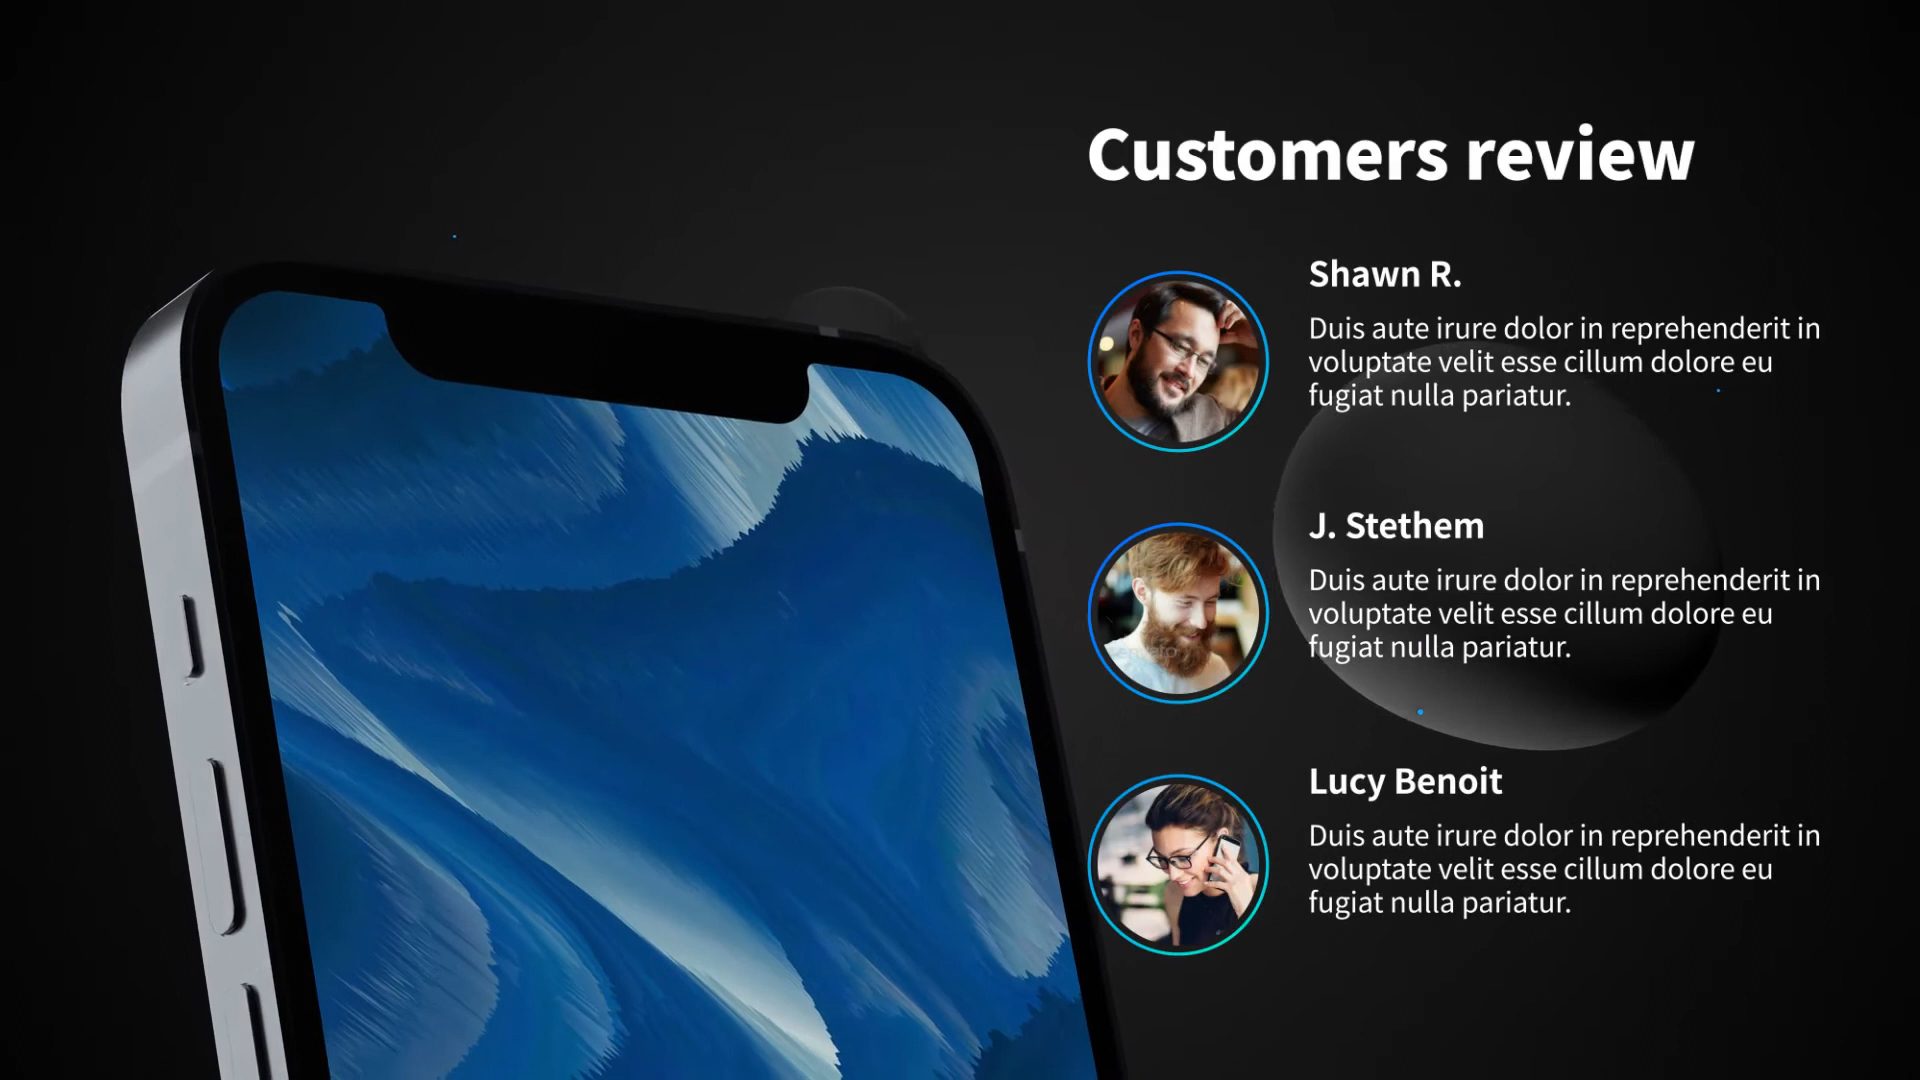 Customers review
Shawn R.
Duis aute irure dolor in reprehenderit in
voluptate velit esse cillum dolore eu
fugiat nulla pariatur.
J. Stethem
Duis aute irure dolor in reprehenderit in
voluptate velit esse cillum dolore eu
fugiat nulla pariatur.
envato
Lucy Benoit
Duis aute irure dolor in reprehenderit in
voluptate velit esse cillum dolore eu
fugiat nulla pariatur.